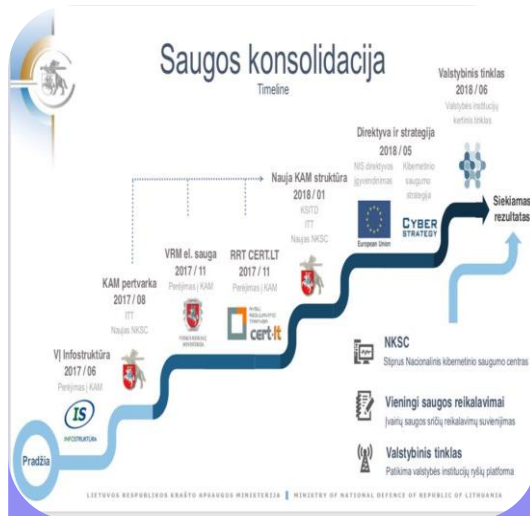 Saugos konsolidacija
Timeline
Valstybinis tinklas
2018 / 06
Valstybės institucijų
kertinis tinklas
Direktyva ir strategija
2018 / 05
NIS direktyvos
įgyvendinimas
Kibernetinio
saugumo
strategija
European Union
CYBER
STRATEGY
Siekiamas
rezultatas
Nauja KAM struktūra
2018 / 01
KSITD
ITT
Naujas NKSC
VRM el. sauga
2017 / 11
Perėjimas į KAM
RRT CERT.LT
2017 / 11
Perėjimas į KAM
cert.lt
KAM pertvarka
2017 / 08
ITT
Naujas NKSC
VĮ Infostruktūra
2017 / 06
Perėjimas į KAM
IS
INFOSTRUKTŪRA
Pradžia
NKSC
Stiprus Nacionalinis kibernetinio saugumo centras
Vieningi saugos reikalavimai
Įvairių saugos sričių reikalavimų suvienijimas
Valstybinis tinklas
Patikima valstybės institucijų ryšių platforma
LIETUVOS RESPUBLIKOS KRAŠTO APSAUGOS MINISTERIJA | MINISTRY OF NATIONAL DEFENCE OF REPUBLIC OF LITHUANIA